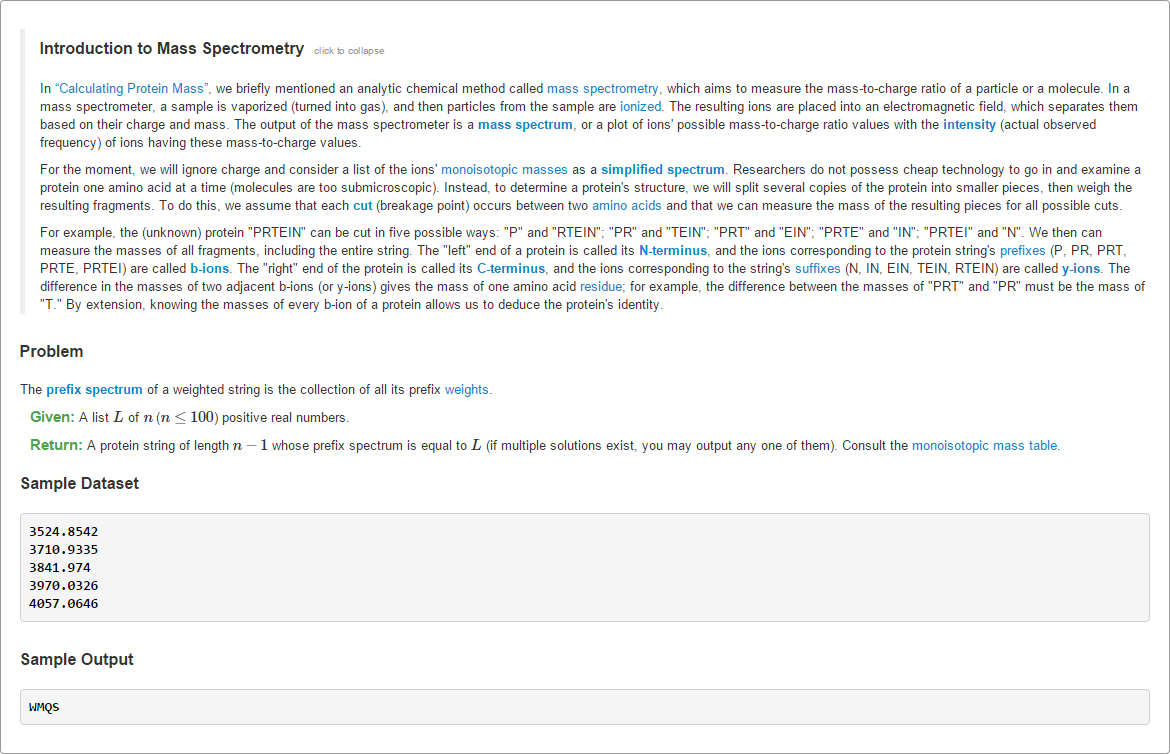 Introduction to Mass Spectrometry click to collapse
In “Calculating Protein Mass”, we briefly mentioned an analytic chemical method called mass spectrometry, which aims to measure the mass-to-charge ratio of a particle or a molecule. In a
mass spectrometer, a sample is vaporized (turned into gas), and then particles from the sample are ionized. The resulting ions are placed into an electromagnetic field, which separates them
based on their charge and mass. The output of the mass spectrometer is a mass spectrum, or a plot of ions' possible mass-to-charge ratio values with the intensity (actual observed
frequency) of ions having these mass-to-charge values.
For the moment, we will ignore charge and consider a list of the ions' monoisotopic masses as a simplified spectrum. Researchers do not possess cheap technology to go in and examine a
protein one amino acid at a time (molecules are too submicroscopic). Instead, to determine a protein's structure, we will split several copies of the protein into smaller pieces, then weigh the
resulting fragments. To do this, we assume that each cut (breakage point) occurs between two amino acids and that we can measure the mass of the resulting pieces for all possible cuts.
For example, the (unknown) protein "PRTEIN" can be cut in five possible ways: "P" and "RTEIN"; "PR" and "TEIN"; "PRT" and "EIN"; "PRTE" and "IN"; "PRTEI" and "N". We then can
measure the masses of all fragments, including the entire string. The "left" end of a protein is called its N-terminus, and the ions corresponding to the protein string's prefixes (P, PR, PRT,
PRTE, PRTEI) are called b-ions. The "right" end of the protein is called its C-terminus, and the ions corresponding to the string's suffixes (N, IN, EIN, TEIN, RTEIN) are called y-ions. The
difference in the masses of two adjacent b-ions (or y-ions) gives the mass of one amino acid residue; for example, the difference between the masses of "PRT" and "PR" must be the mass of
"T." By extension, knowing the masses of every b-ion of a protein allows us to deduce the protein's identity.
Problem
The prefix spectrum of a weighted string is the collection of all its prefix weights.
Given: A list L of n (n ≤ 100) positive real numbers.
Return: A protein string of length n − 1 whose prefix spectrum is equal to L (if multiple solutions exist, you may output any one of them). Consult the monoisotopic mass table.
Sample Dataset
3524.8542
3710.9335
3841.974
3970.0326
4057.0646
Sample Output
WMQS